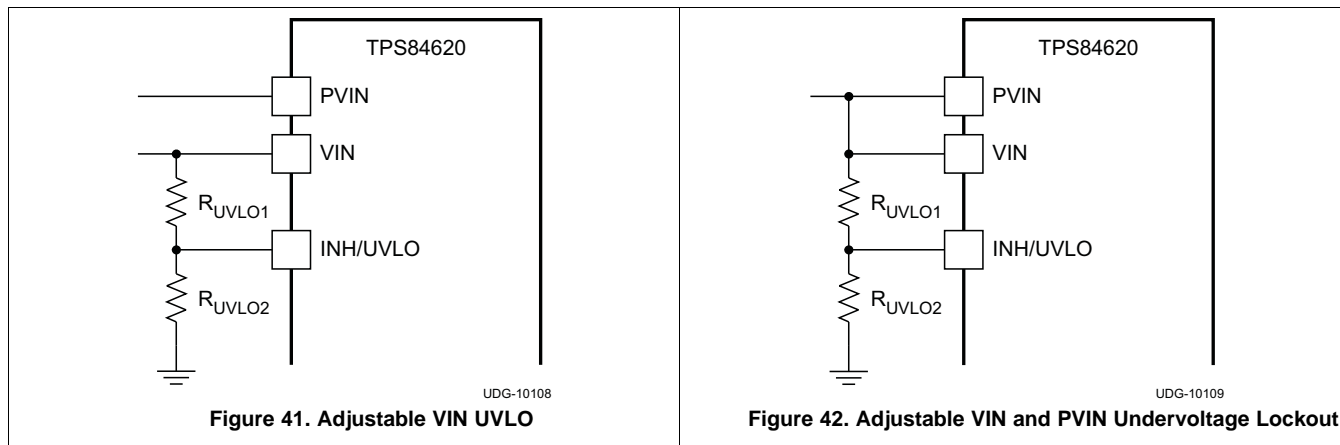 TPS84620
PVIN
VIN
RUVLO1
INH/UVLO
RUVLO2
UDG-10108
Figure 41. Adjustable VIN UVLO
TPS84620
PVIN
VIN
RUVLO1
INH/UVLO
RUVLO2
UDG-10109
Figure 42. Adjustable VIN and PVIN Undervoltage Lockout